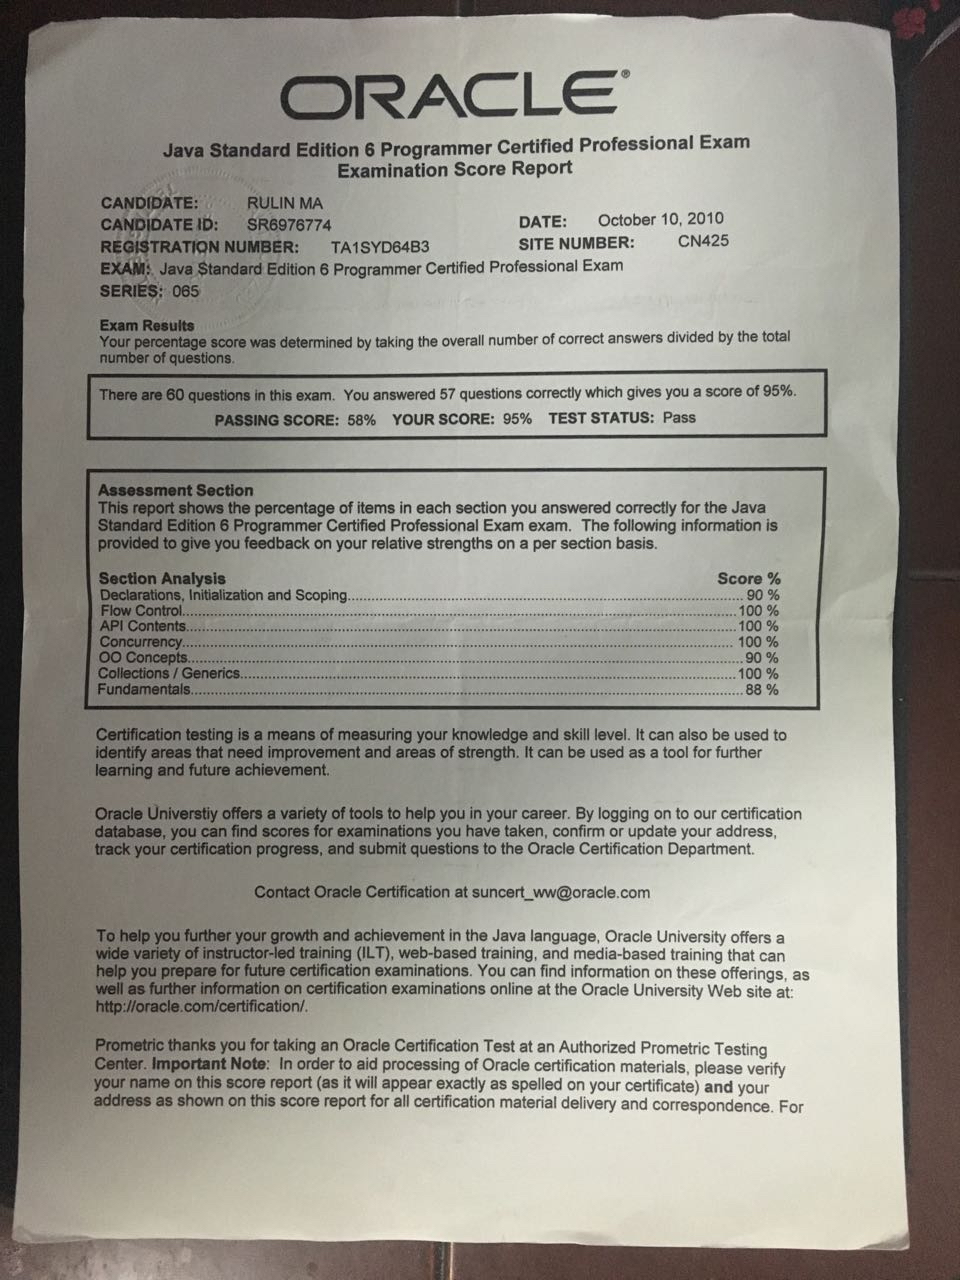 ORACLE®
Java Standard Edition 6 Programmer Certified Professional Exam
Examination Score Report
CANDIDATE: RULIN MA
CANDIDATE ID: SR6976774 DATE: October 10, 2010
REGISTRATION NUMBER: TA1SYD64B3 SITE NUMBER: CN425
EXAM: Java Standard Edition 6 Programmer Certified Professional Exam
SERIES: 065
Exam Results
Your percentage score was determined by taking the overall number of correct answers divided by the total
number of questions.
There are 60 questions in this exam. You answered 57 questions correctly which gives you a score of 95%.
PASSING SCORE: 58% YOUR SCORE: 95% TEST STATUS: Pass
Assessment Section
This report shows the percentage of items in each section you answered correctly for the Java
Standard Edition 6 Programmer Certified Professional Exam exam. The following information is
provided to give you feedback on your relative strengths on a per section basis.
Section Analysis Score %
Declarations, Initialization and Scoping........ 90 %
Flow Control........ 100 %
API Contents........ 100 %
Concurrency........ 100 %
OO Concepts........ 90 %
Collections / Generics........ 100 %
Fundamentals........ 88 %
Certification testing is a means of measuring your knowledge and skill level. It can also be used to
identify areas that need improvement and areas of strength. It can be used as a tool for further
learning and future achievement.
Oracle Universtiy offers a variety of tools to help you in your career. By logging on to our certification
database, you can find scores for examinations you have taken, confirm or update your address,
track your certification progress, and submit questions to the Oracle Certification Department.
Contact Oracle Certification at suncert_ww@oracle.com
To help you further your growth and achievement in the Java language, Oracle University offers a
wide variety of instructor-led training (ILT), web-based training, and media-based training that can
help you prepare for future certification examinations. You can find information on these offerings, as
well as further information on certification examinations online at the Oracle University Web site at:
http://oracle.com/certification/.
Prometric thanks you for taking an Oracle Certification Test at an Authorized Prometric Testing
Center. Important Note: In order to aid processing of Oracle certification materials, please verify
your name on this score report (as it will appear exactly as spelled on your certificate) and your
address as shown on this score report for all certification material delivery and correspondence. For